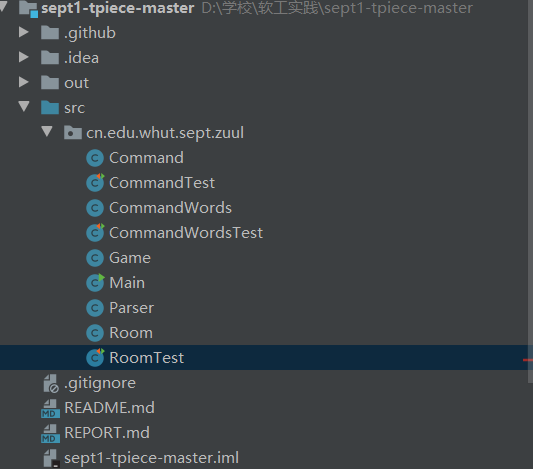 sept1-tpiece-master D:\学校\软工实践\sept1-tpiece-master
.github
.idea
out
src
cn.edu.whut.sept.zuul
Command
CommandTest
CommandWords
CommandWordsTest
Game
Main
Parser
Room
RoomTest
.gitignore
README.md
REPORT.md
sept1-tpiece-master.iml